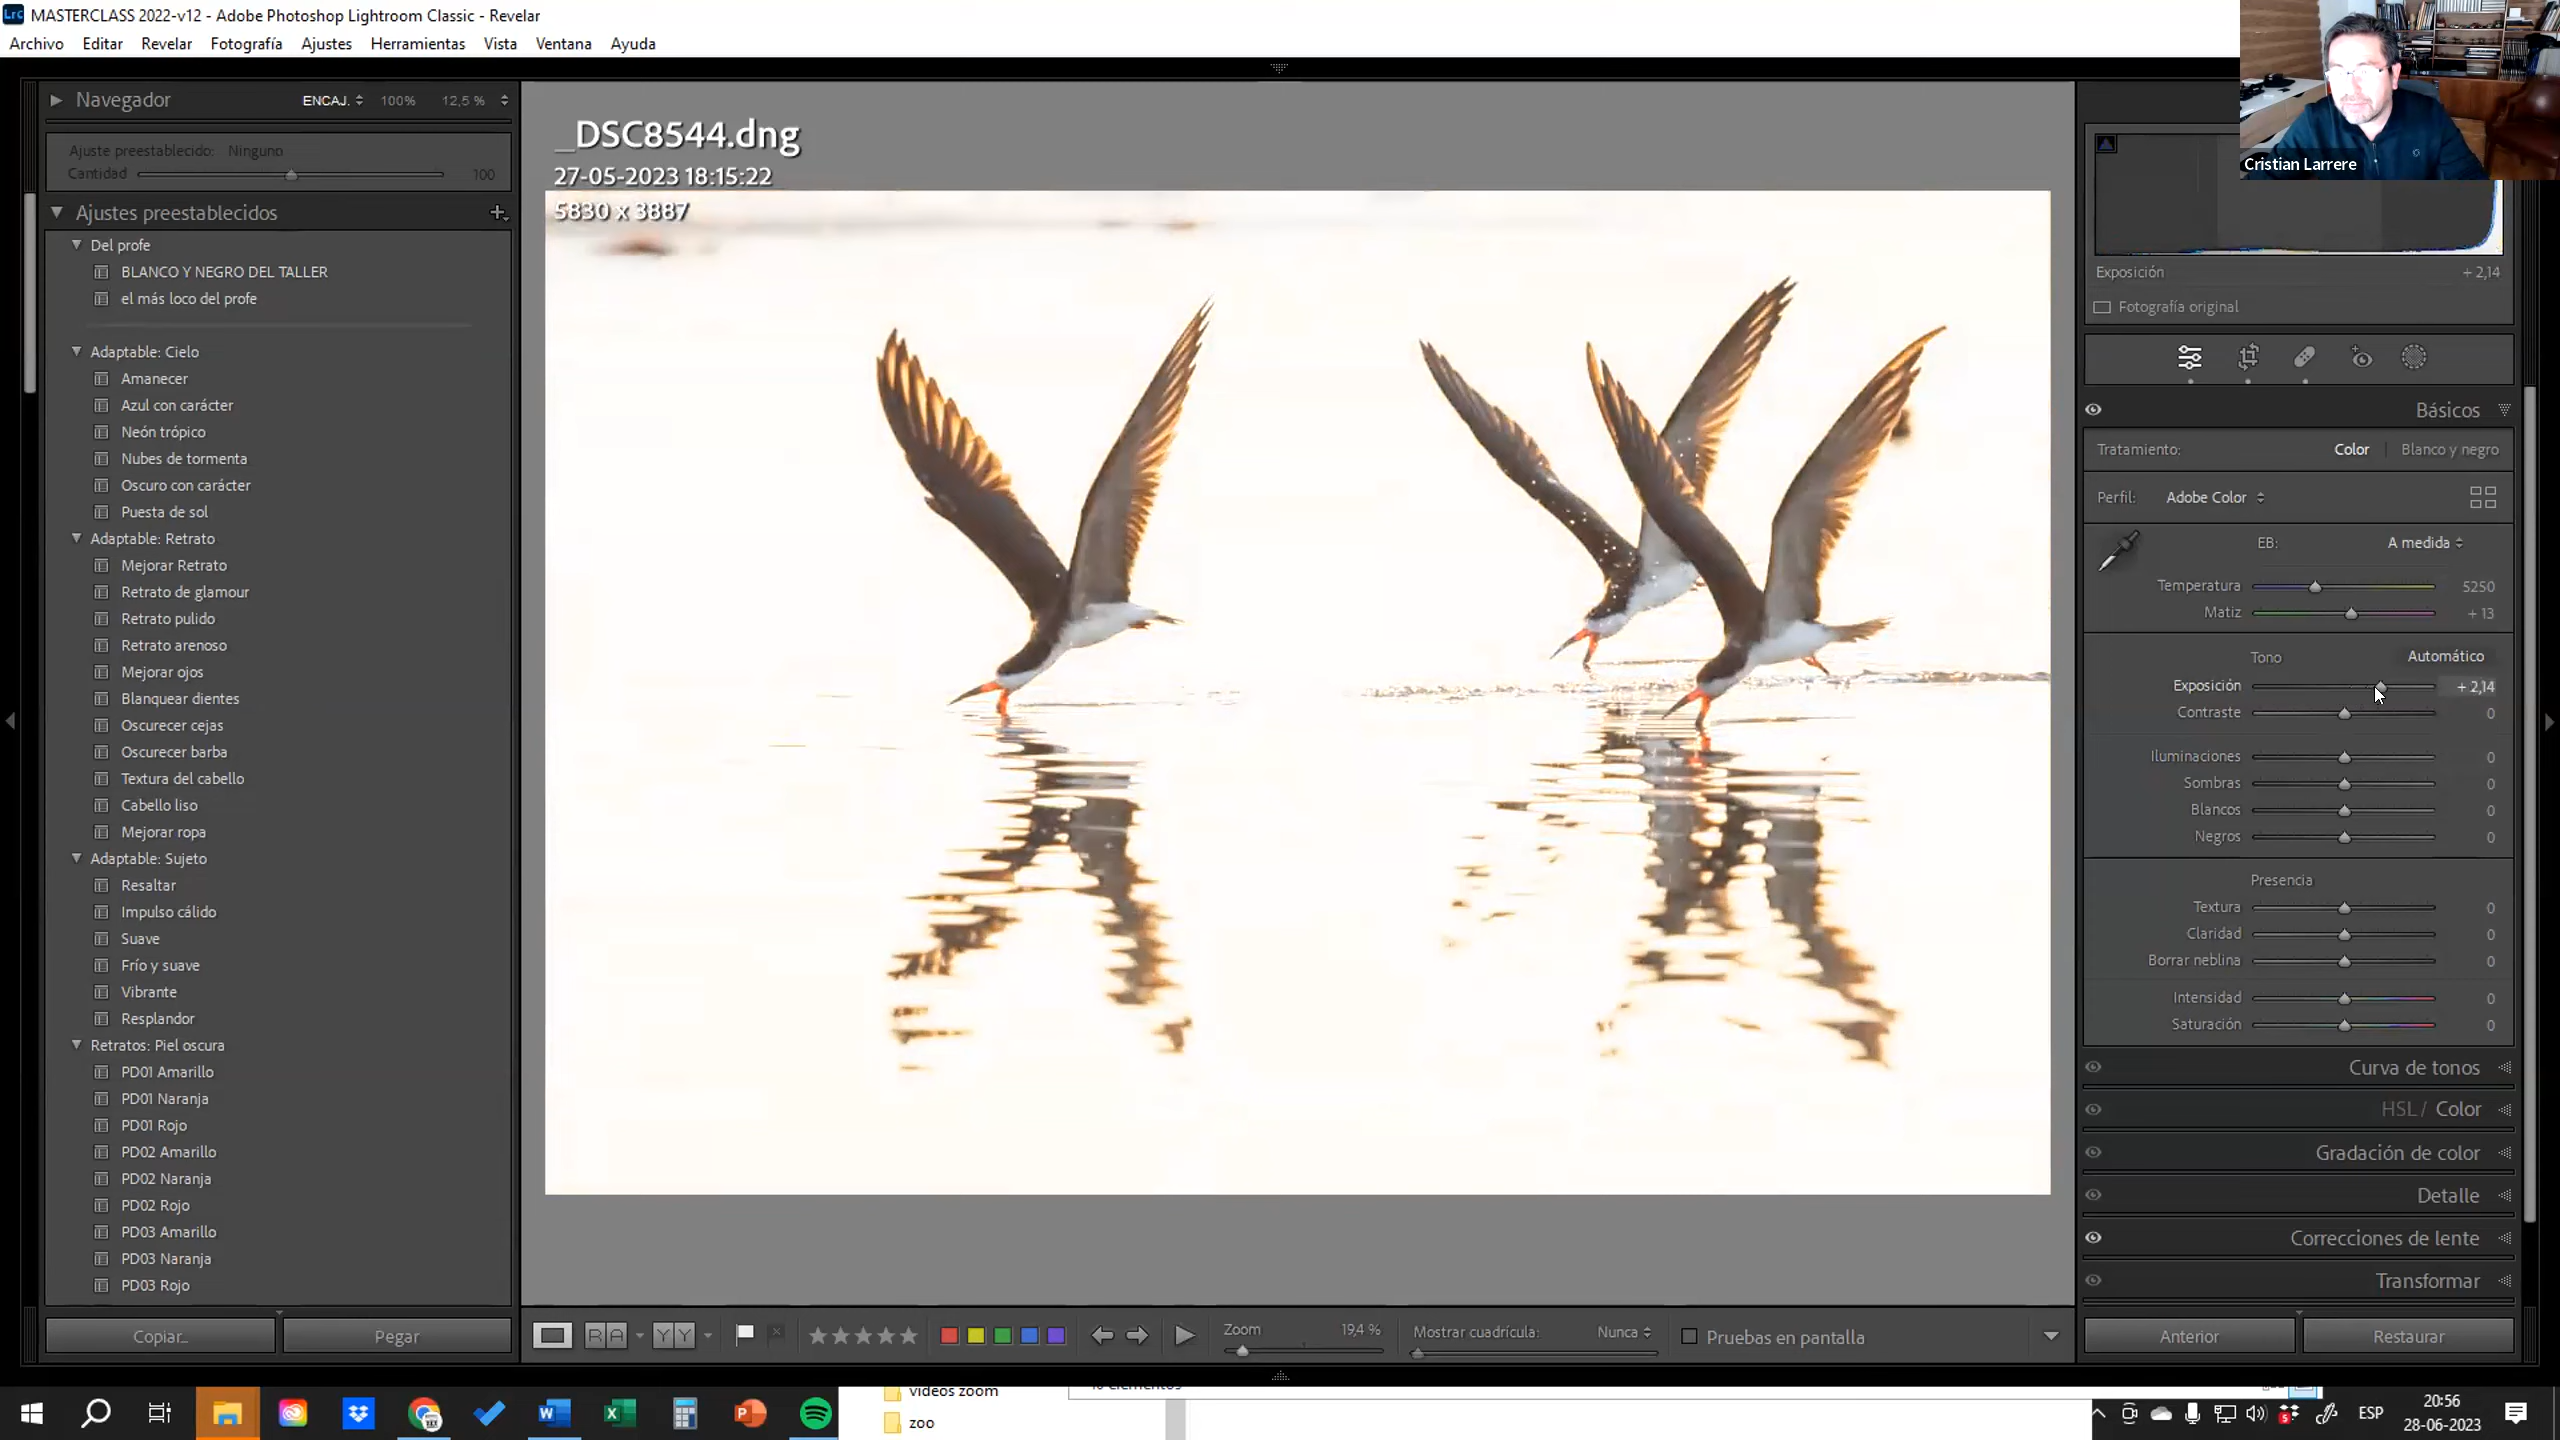 MASTERCLASS 2022-v12 - Adobe Photoshop Lightroom Classic - Revelar
Archivo Editar Revelar Fotografía Ajustes Herramientas Vista Ventana Ayuda
Navegador ENCAJ. 100% 12,5 %
Ajuste preestablecido: Ninguno
Cantidad 100
Ajustes preestablecidos
Del profe
BLANCO Y NEGRO DEL TALLER
el más loco del profe
Adaptable: Cielo
Amanecer
Azul con carácter
Neón trópico
Nubes de tormenta
Oscuro con carácter
Puesta de sol
Adaptable: Retrato
Mejorar Retrato
Retrato de glamour
Retrato pulido
Retrato arenoso
Mejorar ojos
Blanquear dientes
Oscurecer cejas
Oscurecer barba
Textura del cabello
Cabello liso
Mejorar ropa
Adaptable: Sujeto
Resaltar
Impulso cálido
Suave
Frío y suave
Vibrante
Resplandor
Retratos: Piel oscura
PD01 Amarillo
PD01 Naranja
PD01 Rojo
PD02 Amarillo
PD02 Naranja
PD02 Rojo
PD03 Amarillo
PD03 Naranja
PD03 Rojo
Copiar... Pegar
_DSC8544.dng
27-05-2023 18:15:22
5830 x 3887
Zoom 19,4 % Mostrar cuadrícula: Nunca Pruebas en pantalla
Cristian Larrere
Exposición + 2,14
Fotografía original
Básicos
Tratamiento: Color Blanco y negro
Perfil: Adobe Color
EB: A medida
Temperatura 5250
Matiz + 13
Tono Automático
Exposición + 2,14
Contraste 0
Iluminaciones 0
Sombras 0
Blancos 0
Negros 0
Presencia
Textura 0
Claridad 0
Borrar neblina 0
Intensidad 0
Saturación 0
Curva de tonos
HSL / Color
Gradación de color
Detalle
Correcciones de lente
Transformar
Anterior Restaurar
videos zoom
zoo
ESP
20:56
28-06-2023